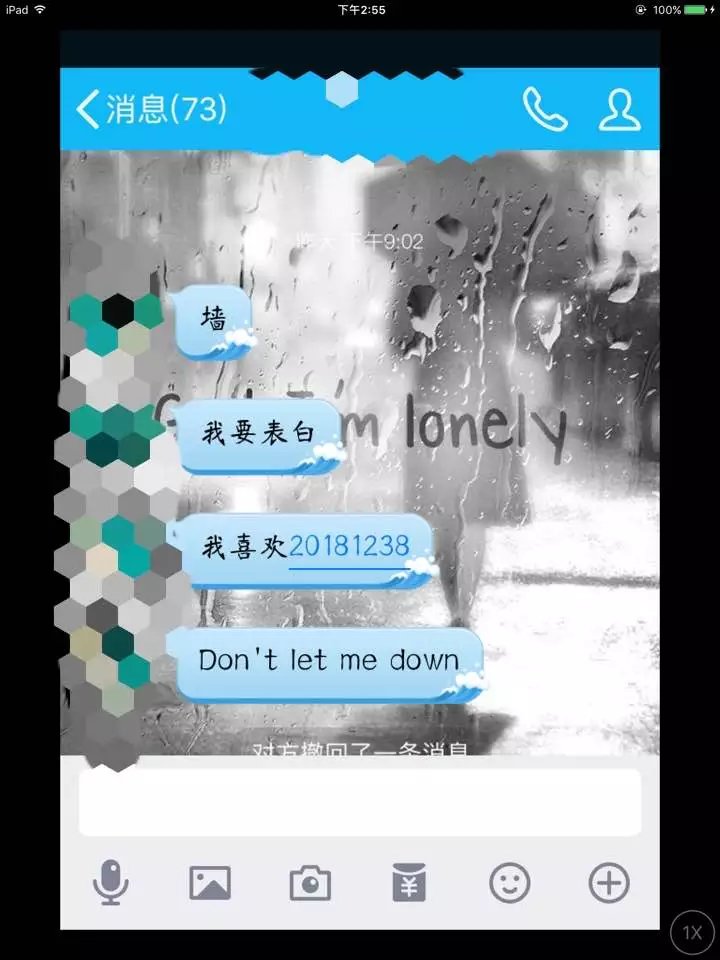 iPad 下午2:55 100%
消息(73)
昨天 下午9:02
墙
我要表白
I'm lonely
我喜欢20181238
Don't let me down
对方撤回了一条消息
1X